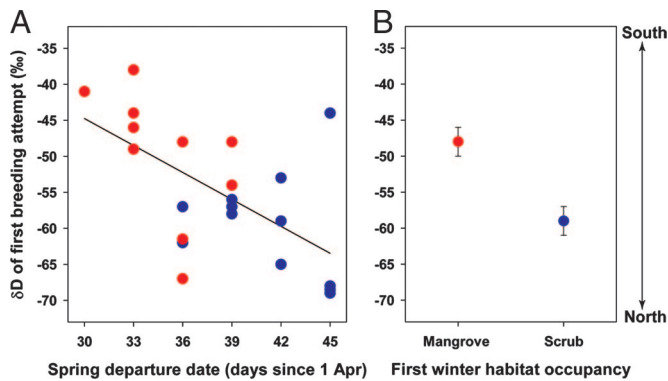 A
B
South
-35
-40
-45
-50
-55
-60
-65
-70
δD of first breeding attempt (‰)
30 33 36 39 42 45
Spring departure date (days since 1 Apr)
-35
-40
-45
-50
-55
-60
-65
-70
Mangrove Scrub
First winter habitat occupancy
North